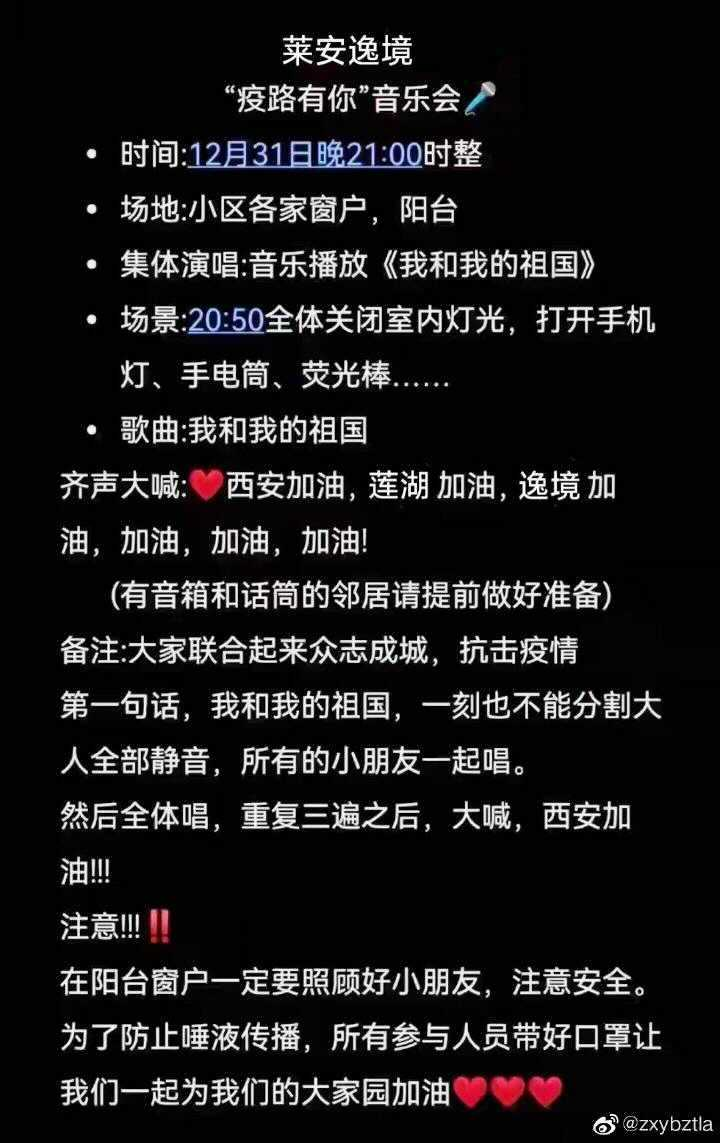 莱安逸境
“疫路有你”音乐会🎤
• 时间:12月31日晚21:00时整
• 场地:小区各家窗户，阳台
• 集体演唱:音乐播放《我和我的祖国》
• 场景:20:50全体关闭室内灯光，打开手机
灯、手电筒、荧光棒……
• 歌曲:我和我的祖国
齐声大喊:❤️西安加油, 莲湖 加油, 逸境 加
油，加油，加油，加油!
(有音箱和话筒的邻居请提前做好准备)
备注:大家联合起来众志成城，抗击疫情
第一句话，我和我的祖国，一刻也不能分割大
人全部静音，所有的小朋友一起唱。
然后全体唱，重复三遍之后，大喊，西安加
油!!!
注意!!!‼️
在阳台窗户一定要照顾好小朋友，注意安全。
为了防止唾液传播，所有参与人员带好口罩让
我们一起为我们的大家园加油❤️❤️❤️
@zxybztla